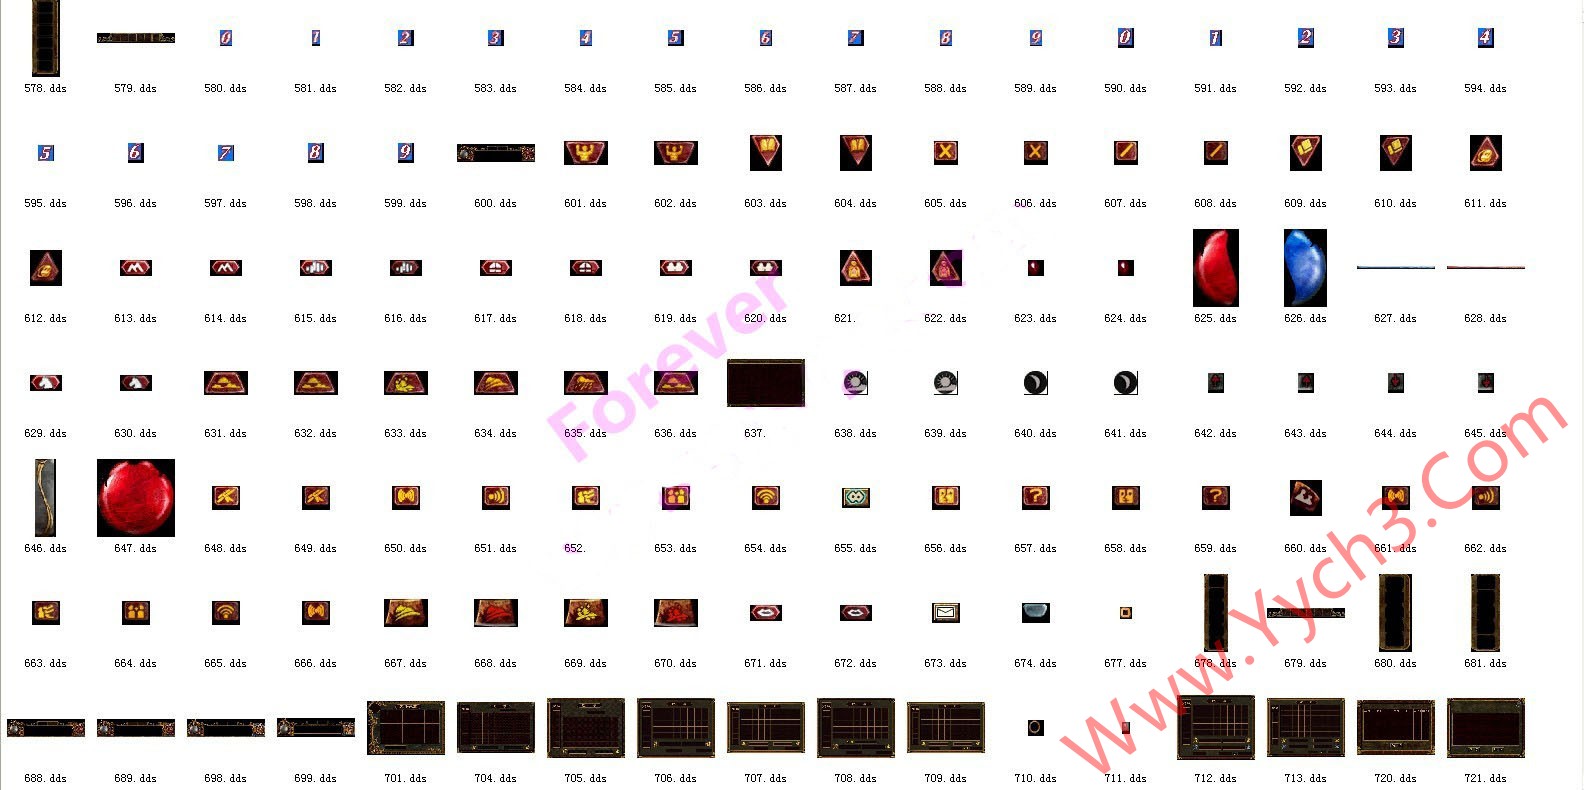 0 1 2 3 4 5 6 7 8 9 0 1 2 3 4
578.dds 579.dds 580.dds 581.dds 582.dds 583.dds 584.dds 585.dds 586.dds 587.dds 588.dds 589.dds 590.dds 591.dds 592.dds 593.dds 594.dds
5 6 7 8 9
595.dds 596.dds 597.dds 598.dds 599.dds 600.dds 601.dds 602.dds 603.dds 604.dds 605.dds 606.dds 607.dds 608.dds 609.dds 610.dds 611.dds
612.dds 613.dds 614.dds 615.dds 616.dds 617.dds 618.dds 619.dds 620.dds 621. 622.dds 623.dds 624.dds 625.dds 626.dds 627.dds 628.dds
Forever
629.dds 630.dds 631.dds 632.dds 633.dds 634.dds 635.dds 636.dds 637. 638.dds 639.dds 640.dds 641.dds 642.dds 643.dds 644.dds 645.dds
? ?
646.dds 647.dds 648.dds 649.dds 650.dds 651.dds 652. 653.dds 654.dds 655.dds 656.dds 657.dds 658.dds 659.dds 660.dds 661.dds 662.dds
663.dds 664.dds 665.dds 666.dds 667.dds 668.dds 669.dds 670.dds 671.dds 672.dds 673.dds 674.dds 677.dds 678.dds 679.dds 680.dds 681.dds
Www.Yych3.Com
688.dds 689.dds 698.dds 699.dds 701.dds 704.dds 705.dds 706.dds 707.dds 708.dds 709.dds 710.dds 711.dds 712.dds 713.dds 720.dds 721.dds